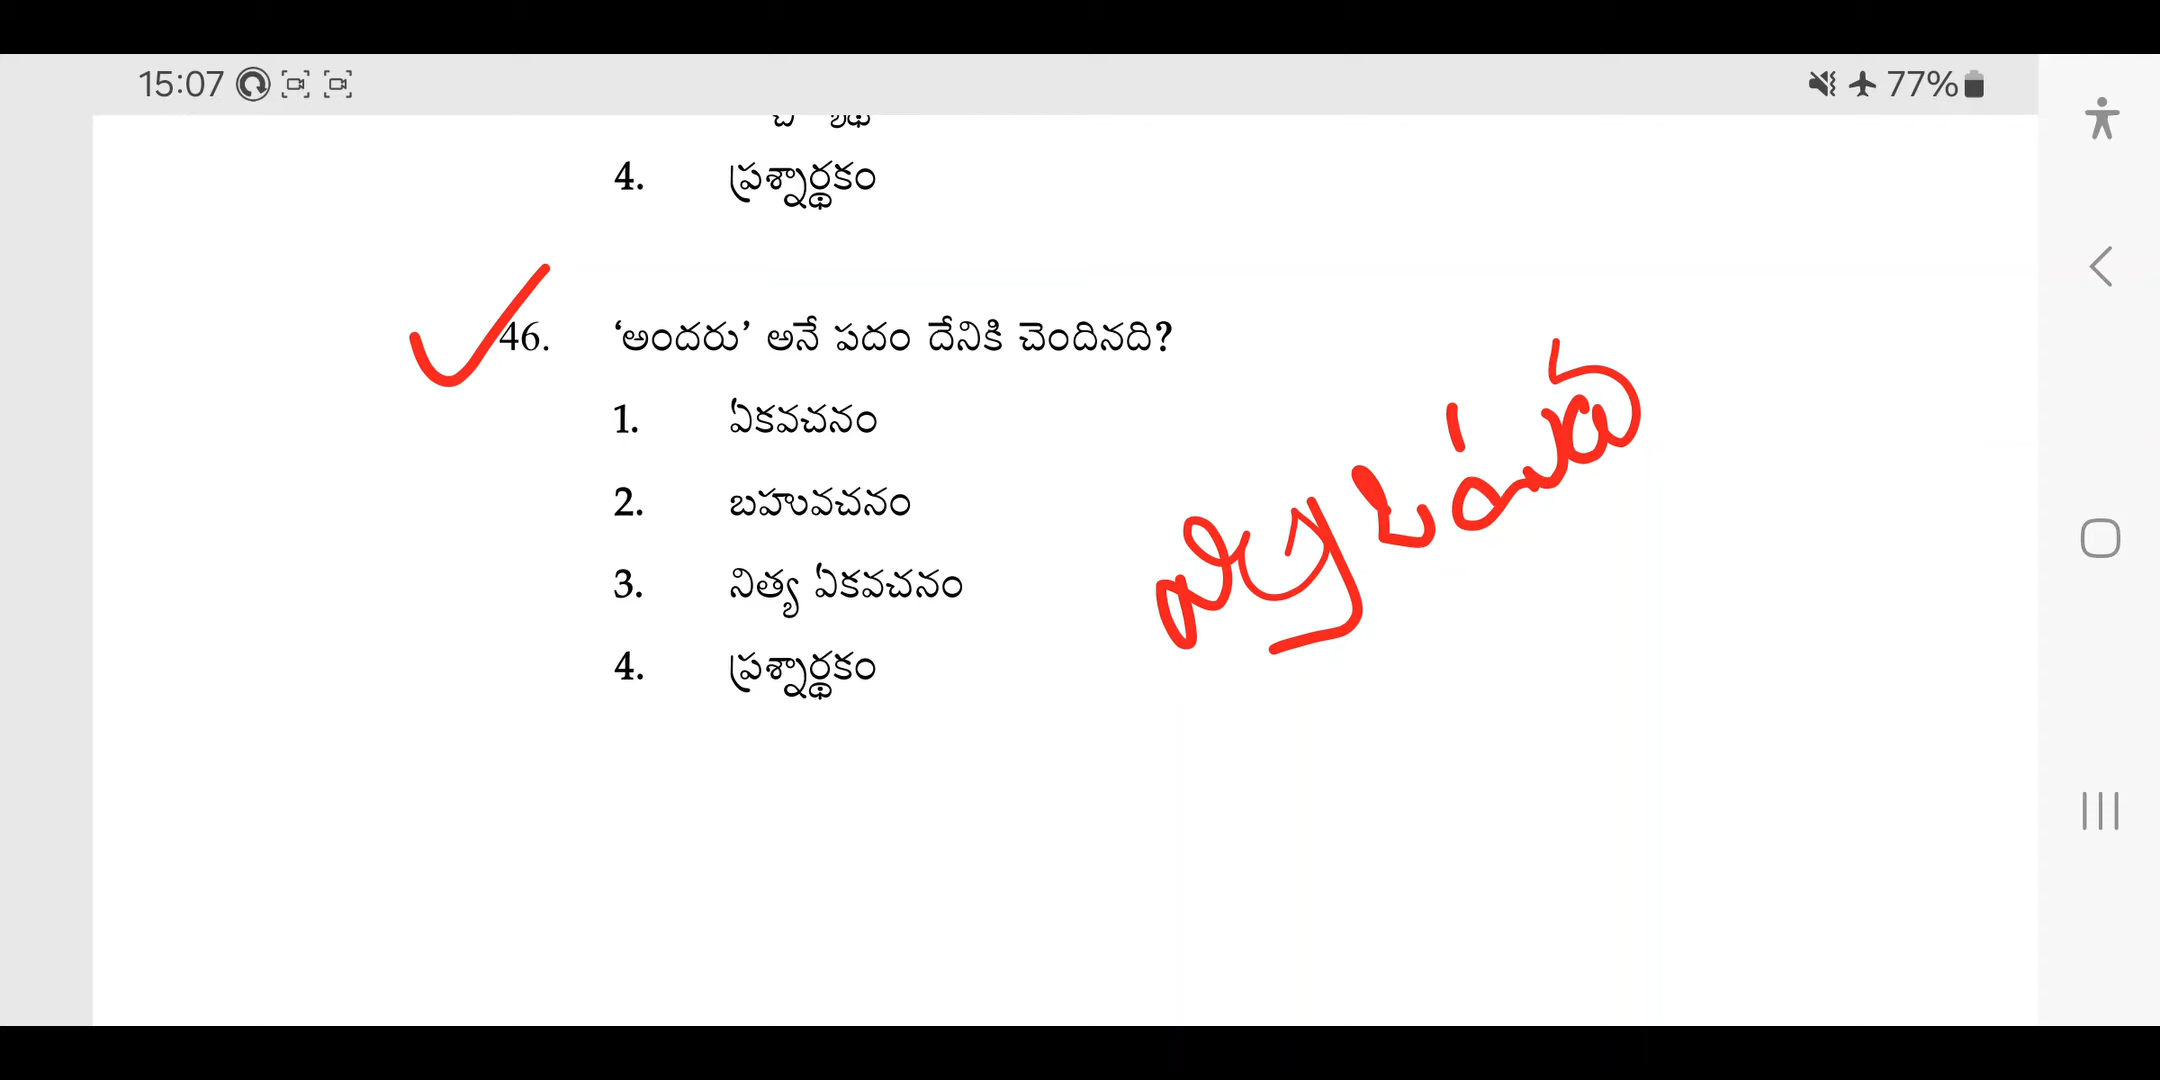 15:07 77%
4. ప్రశ్నార్థకం
46. ‘అందరు’ అనే పదం దేనికి చెందినది?
1. ఏకవచనం
2. బహువచనం
3. నిత్య ఏకవచనం
4. ప్రశ్నార్థకం